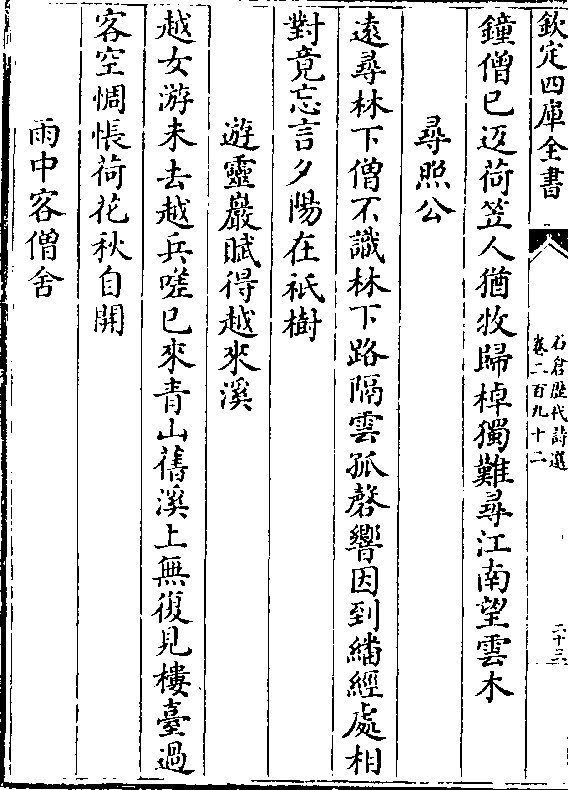 欽定四庫全書
石倉歷代詩選
卷二百九十二
二十三
鐘僧已返荷笠人猶牧歸棹獨難尋江南望雲木
尋照公
遠尋林下僧不識林下路隔雲孤磬響因到繙經處相
對竟忘言夕陽在祇樹
遊靈巖賦得越來溪
越女游未去越兵嗟已來青山舊溪上無復見樓臺過
客空惆悵荷花秋自開
雨中客僧舍